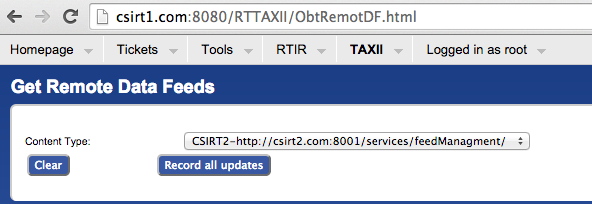 csirt1.com:8080/RTTAXII/ObtRemotDF.html
Homepage Tickets Tools RTIR TAXII Logged in as root
Get Remote Data Feeds
Content Type: CSIRT2-http://csirt2.com:8001/services/feedManagment/
Clear Record all updates